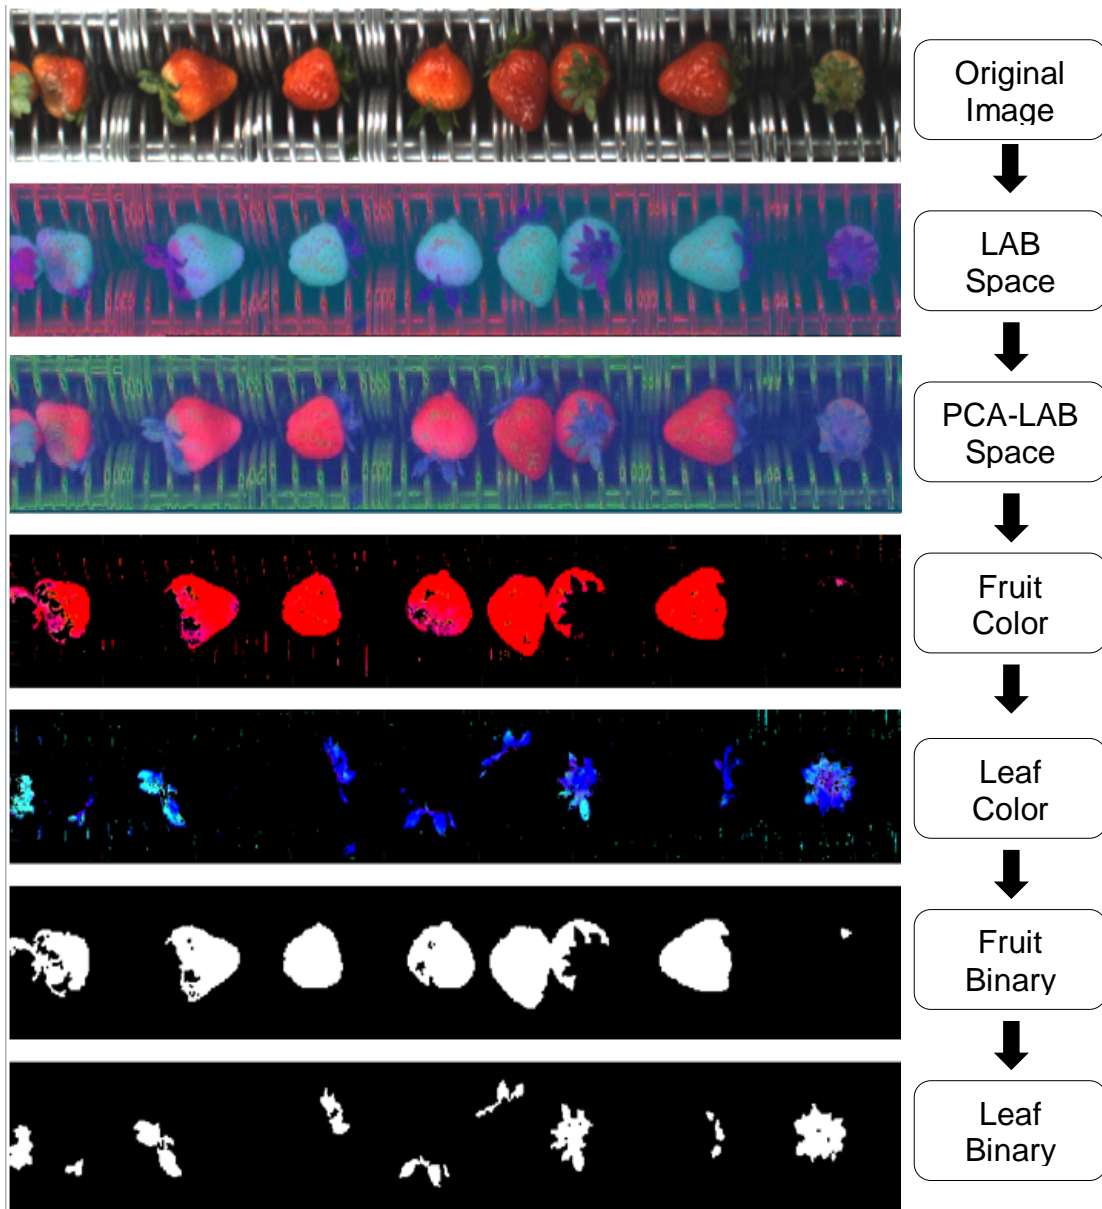 Original
Image
LAB
Space
PCA-LAB
Space
Fruit
Color
Leaf
Color
Fruit
Binary
Leaf
Binary